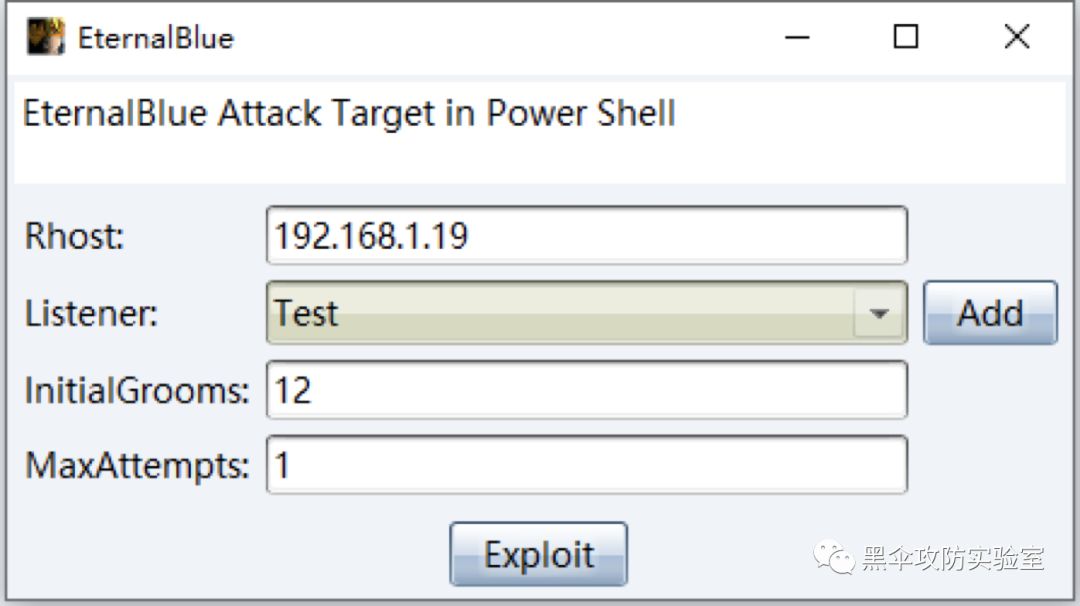 EternalBlue
EternalBlue Attack Target in Power Shell
Rhost: 192.168.1.19
Listener: Test Add
InitialGrooms: 12
MaxAttempts: 1
Exploit
黑伞攻防实验室